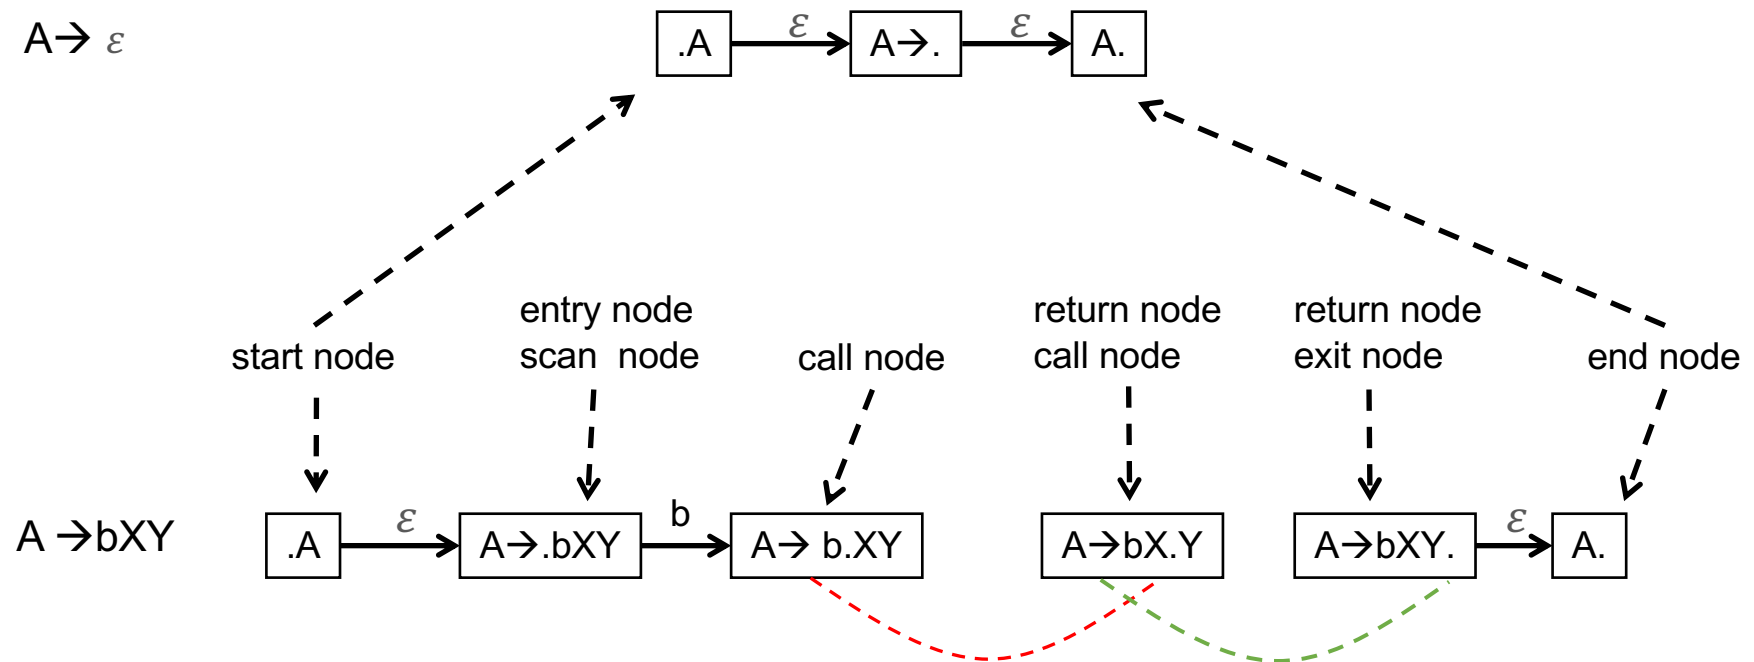 A→ ε
.A
ε
A→.
ε
A.
start node
entry node
scan node
call node
return node
call node
return node
exit node
end node
A →bXY
.A
ε
A→.bXY
b
A→ b.XY
A→bX.Y
A→bXY.
ε
A.